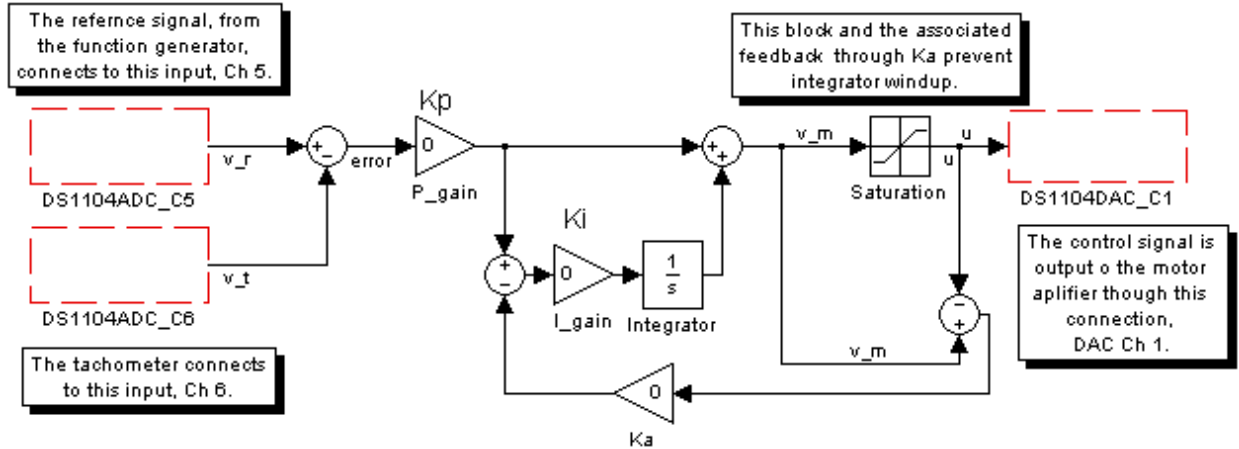 The refernce signal, from
the function generator,
connects to this input, Ch 5.
This block and the associated
feedback through Ka prevent
integrator windup.
Kp
+
−
0
+
+
v_r
error
v_m
u
u
P_gain
Saturation
DS1104ADC_C5
DS1104DAC_C1
Ki
+
−
0
1
s
The control signal is
output o the motor
aplifier though this
connection,
DAC Ch 1.
v_t
I_gain
Integrator
−
+
DS1104ADC_C6
v_m
The tachometer connects
to this input, Ch 6.
0
Ka